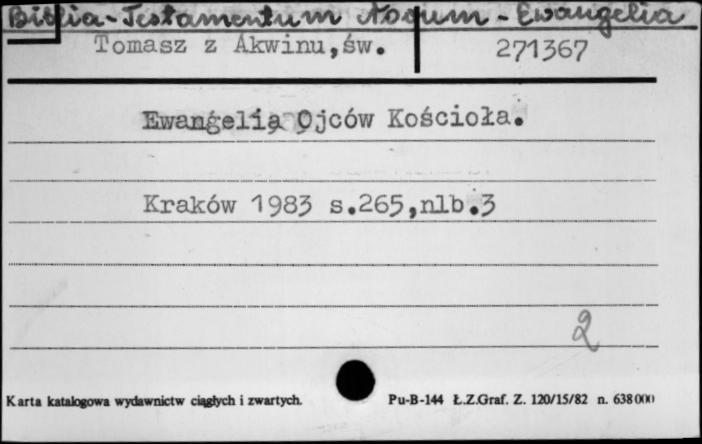 Biblia-Testamentum Novum - Ewangelia
Tomasz z Akwinu,św. 271367
Ewangelia Ojców Kościoła.
Kraków 1983 s.265,nlb.3
2
Karta katalogowa wydawnictw ciągłych i zwartych. Pu-B-144 Ł.Z.Graf. Z. 120/15/82 n. 638000